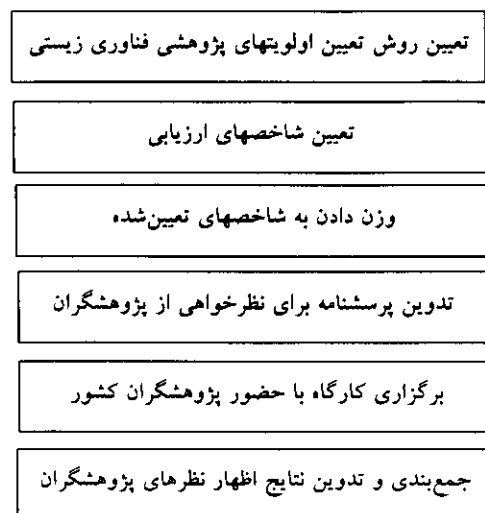 تعیین روش تعیین اولویتهای پژوهشی فناوری زیستی
تعیین شاخصهای ارزیابی
وزن دادن به شاخصهای تعیین‌شده
تدوین پرسشنامه برای نظرخواهی از پژوهشگران
برگزاری کارگاه با حضور پژوهشگران کشور
جمع‌بندی و تدوین نتایج اظهار نظرهای پژوهشگران